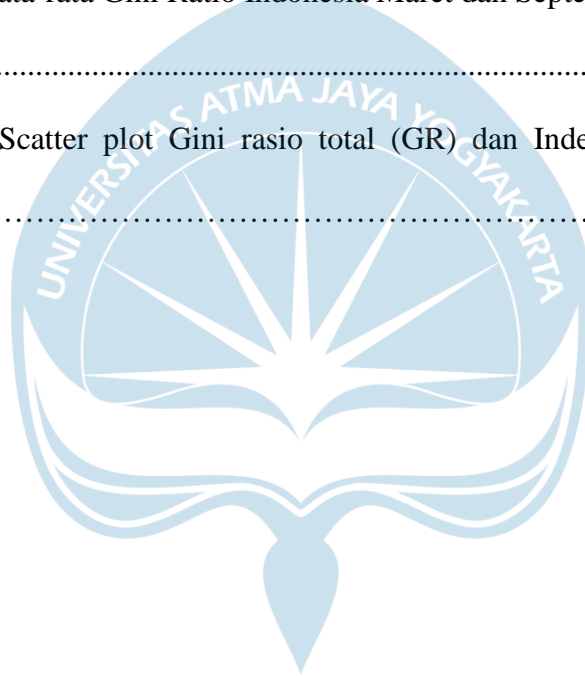 ata-rata Gini Ratio Indonesia Maret dan Septe
................................................................................
Scatter plot Gini rasio total (GR) dan Inde
................................................................
UNIVERSITAS ATMA JAYA YOGYAKARTA